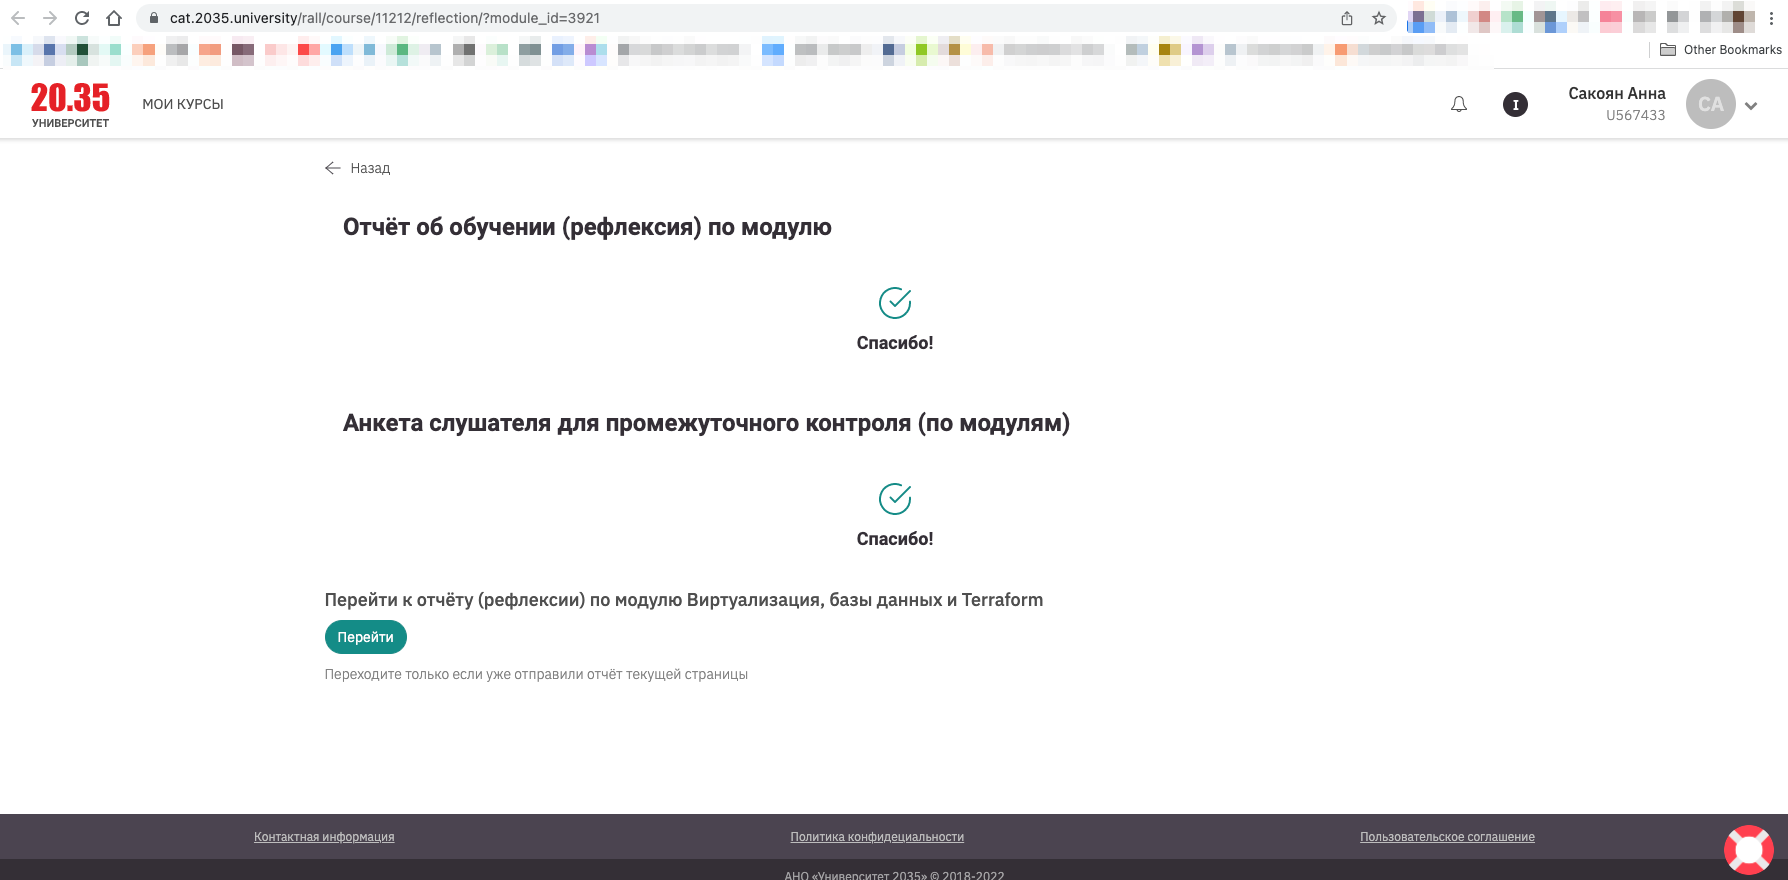 cat.2035.university/rall/course/11212/reflection/?module_id=3921
Other Bookmarks
20.35
УНИВЕРСИТЕТ
МОИ КУРСЫ
I
Сакоян Анна
U567433
СА
Назад
Отчёт об обучении (рефлексия) по модулю
Спасибо!
Анкета слушателя для промежуточного контроля (по модулям)
Спасибо!
Перейти к отчёту (рефлексии) по модулю Виртуализация, базы данных и Terraform
Перейти
Переходите только если уже отправили отчёт текущей страницы
Контактная информация
Политика конфидециальности
Пользовательское соглашение
АНО «Университет 2035» © 2018-2022